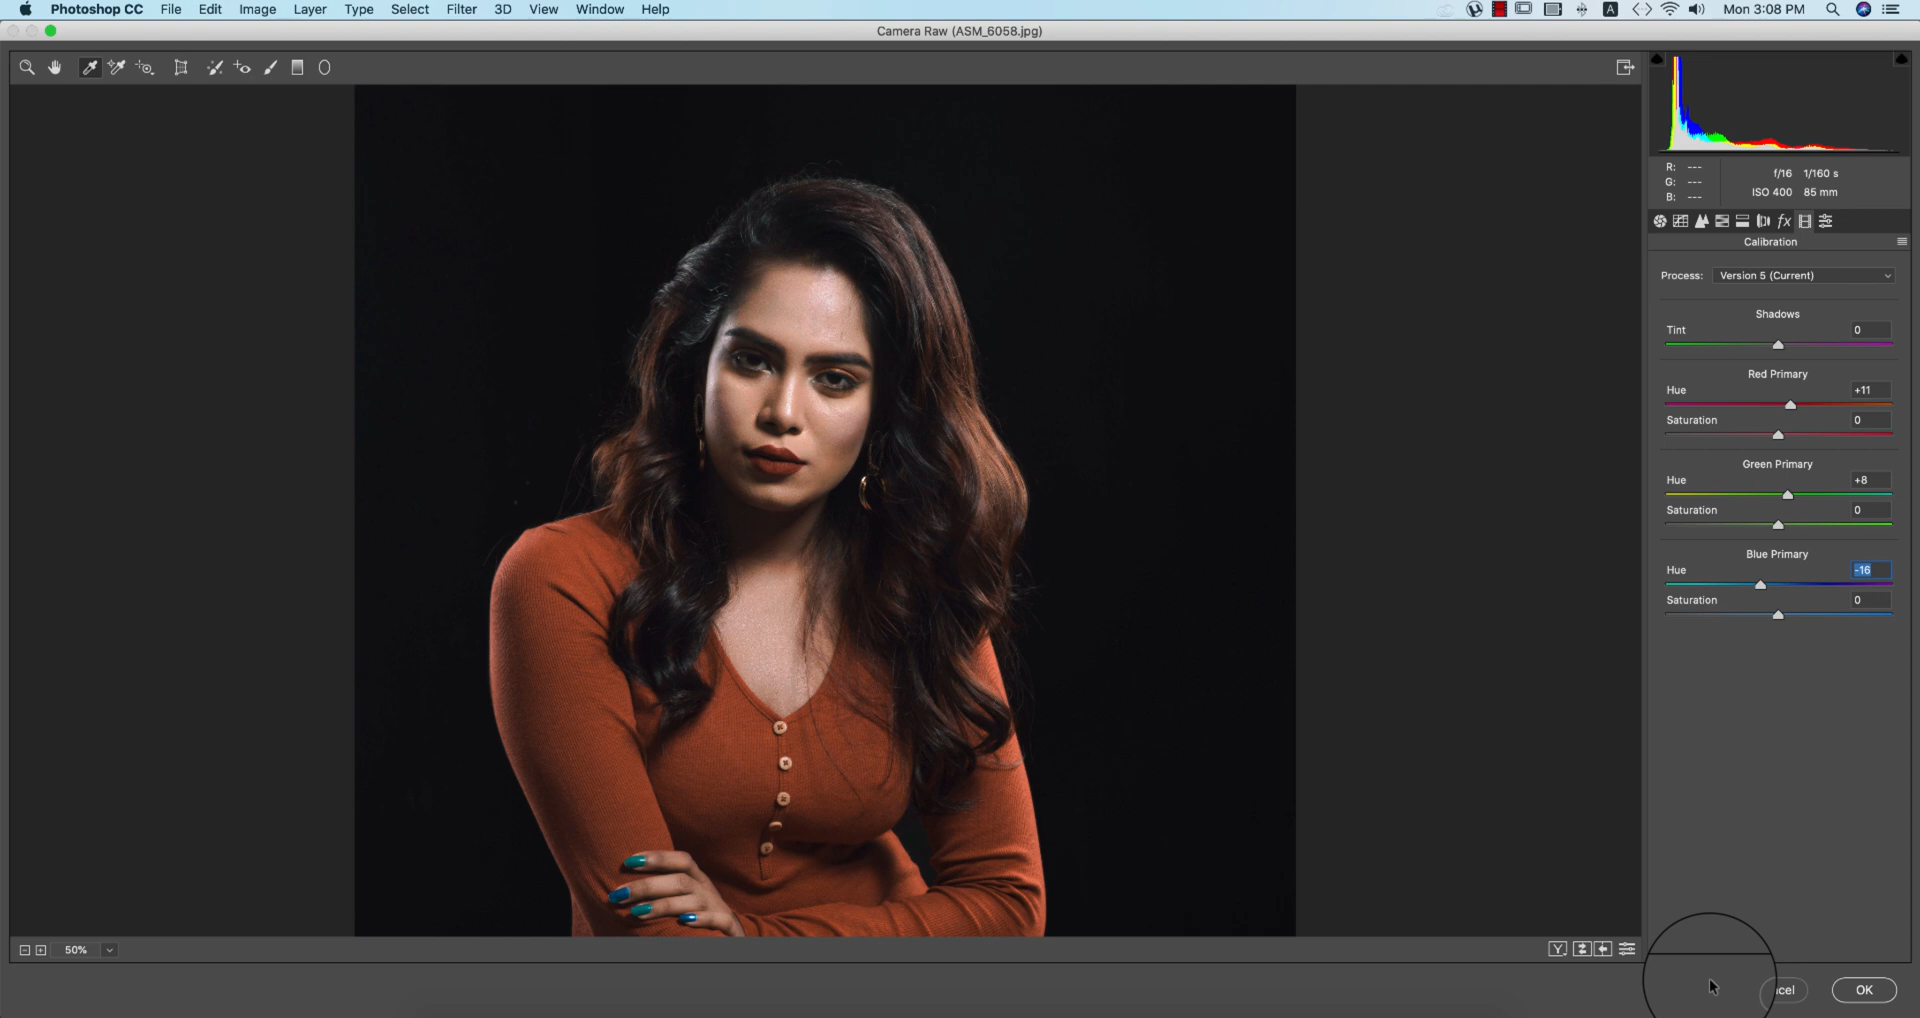 Photoshop CC File Edit Image Layer Type Select Filter 3D View Window Help A Mon 3:08 PM
Camera Raw (ASM_6058.jpg)
R: --- f/16 1/160 s
G: ---
B: --- ISO 400 85 mm
fx
Calibration
Process: Version 5 (Current)
Shadows
Tint 0
Red Primary
Hue +11
Saturation 0
Green Primary
Hue +8
Saturation 0
Blue Primary
Hue -16
Saturation 0
50% Y
cel OK